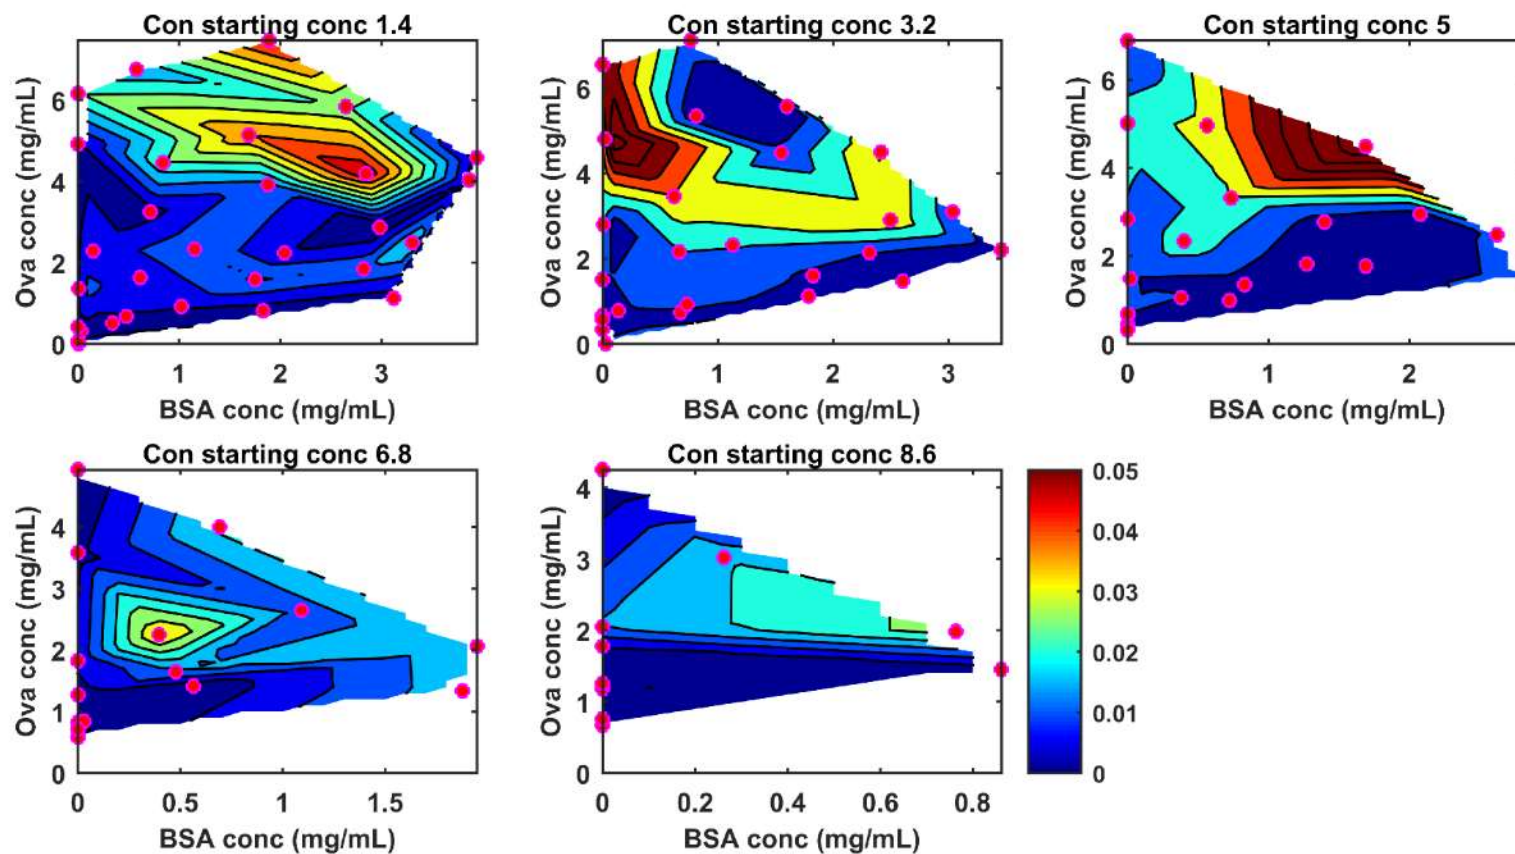 Con starting conc 1.4
Ova conc (mg/mL)
6
4
2
0
0 1 2 3
BSA conc (mg/mL)
Con starting conc 3.2
Ova conc (mg/mL)
6
4
2
0
0 1 2 3
BSA conc (mg/mL)
Con starting conc 5
Ova conc (mg/mL)
6
4
2
0
0 1 2
BSA conc (mg/mL)
Con starting conc 6.8
Ova conc (mg/mL)
4
3
2
1
0
0 0.5 1 1.5
BSA conc (mg/mL)
Con starting conc 8.6
Ova conc (mg/mL)
4
3
2
1
0
0 0.2 0.4 0.6 0.8
BSA conc (mg/mL)
0.05
0.04
0.03
0.02
0.01
0